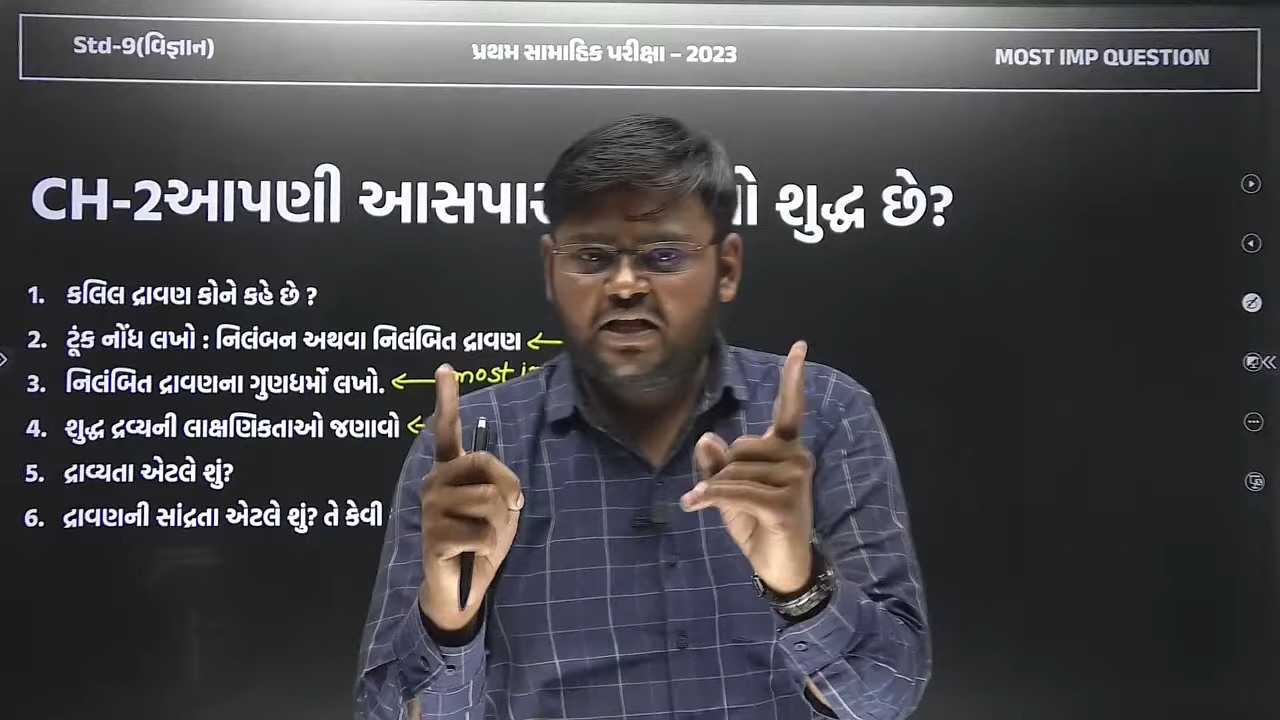 Std-9(વિજ્ઞાન)
પ્રથમ સામાહિક પરીક્ષા – 2023
MOST IMP QUESTION
CH-2આપણી આસપાસ શુદ્ધ છે?
1. કલિલ દ્રાવણ કોને કહે છે ?
2. ટૂંક નોંધ લખો : નિલંબન અથવા નિલંબિત દ્રાવણ
3. નિલંબિત દ્રાવણના ગુણધર્મો લખો. most
4. શુદ્ધ દ્રવ્યની લાક્ષણિકતાઓ જણાવો
5. દ્રાવ્યતા એટલે શું?
6. દ્રાવણની સાંદ્રતા એટલે શું? તે કેવી